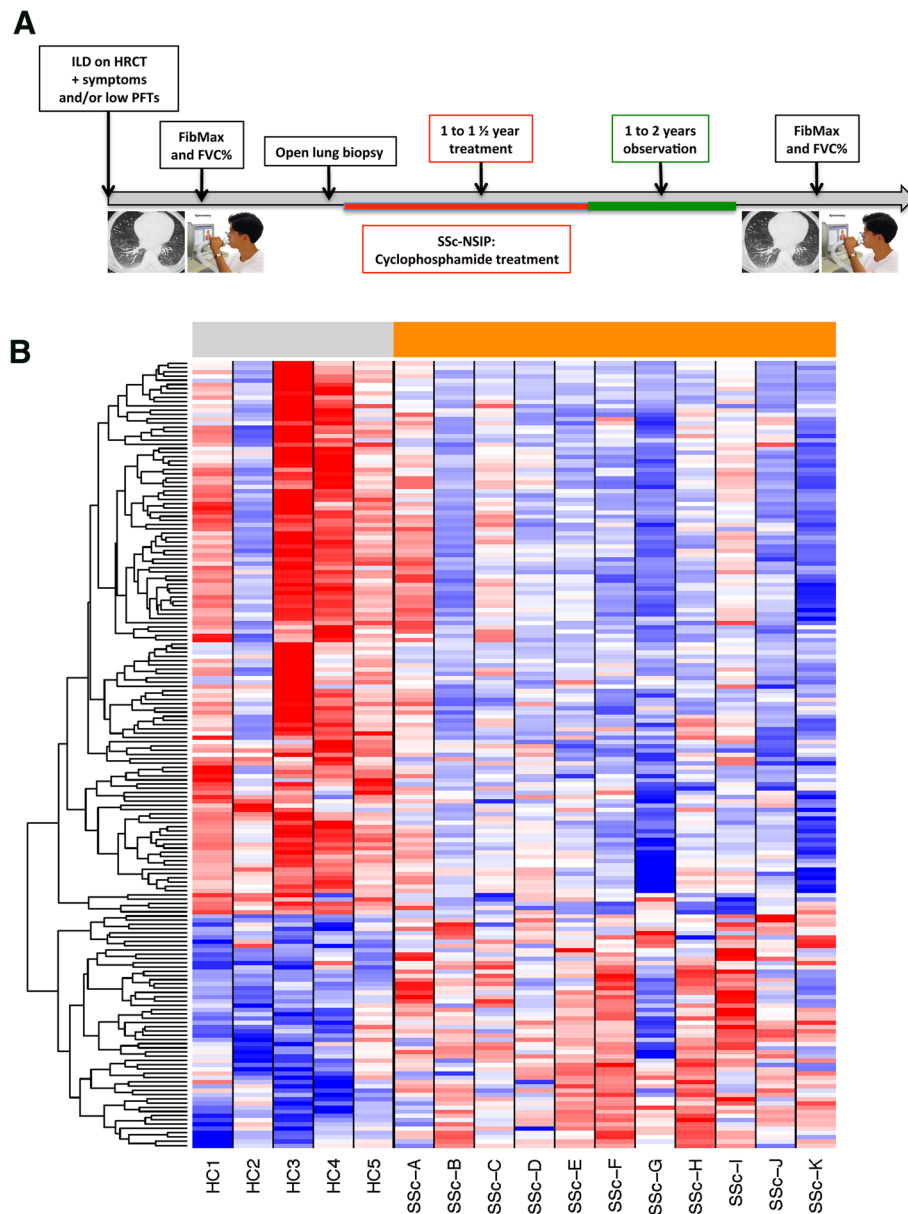 A
ILD on HRCT
+ symptoms
and/or low PFTs
FibMax
and FVC%
Open lung biopsy
1 to 1 ½ year
treatment
1 to 2 years
observation
FibMax
and FVC%
Spirometry
Spirometry
SSc-NSIP:
Cyclophosphamide treatment
B
HC1
HC2
HC3
HC4
HC5
SSc–A
SSc–B
SSc–C
SSc–D
SSc–E
SSc–F
SSc–G
SSc–H
SSc–I
SSc–J
SSc–K